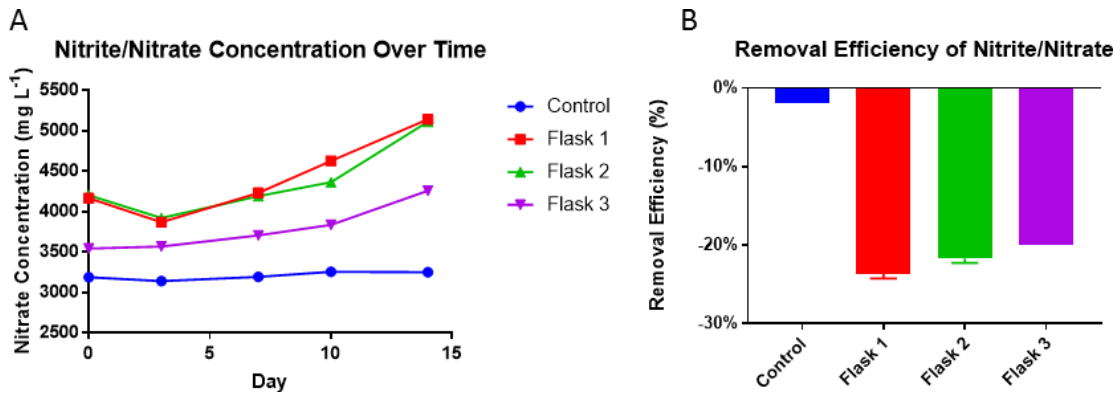 A
Nitrite/Nitrate Concentration Over Time
Nitrate Concentration (mg L⁻¹)
5500
5000
4500
4000
3500
3000
2500
0
5
10
15
Day
Control
Flask 1
Flask 2
Flask 3
B
Removal Efficiency of Nitrite/Nitrate
Removal Efficiency (%)
0%
-10%
-20%
-30%
Control
Flask 1
Flask 2
Flask 3